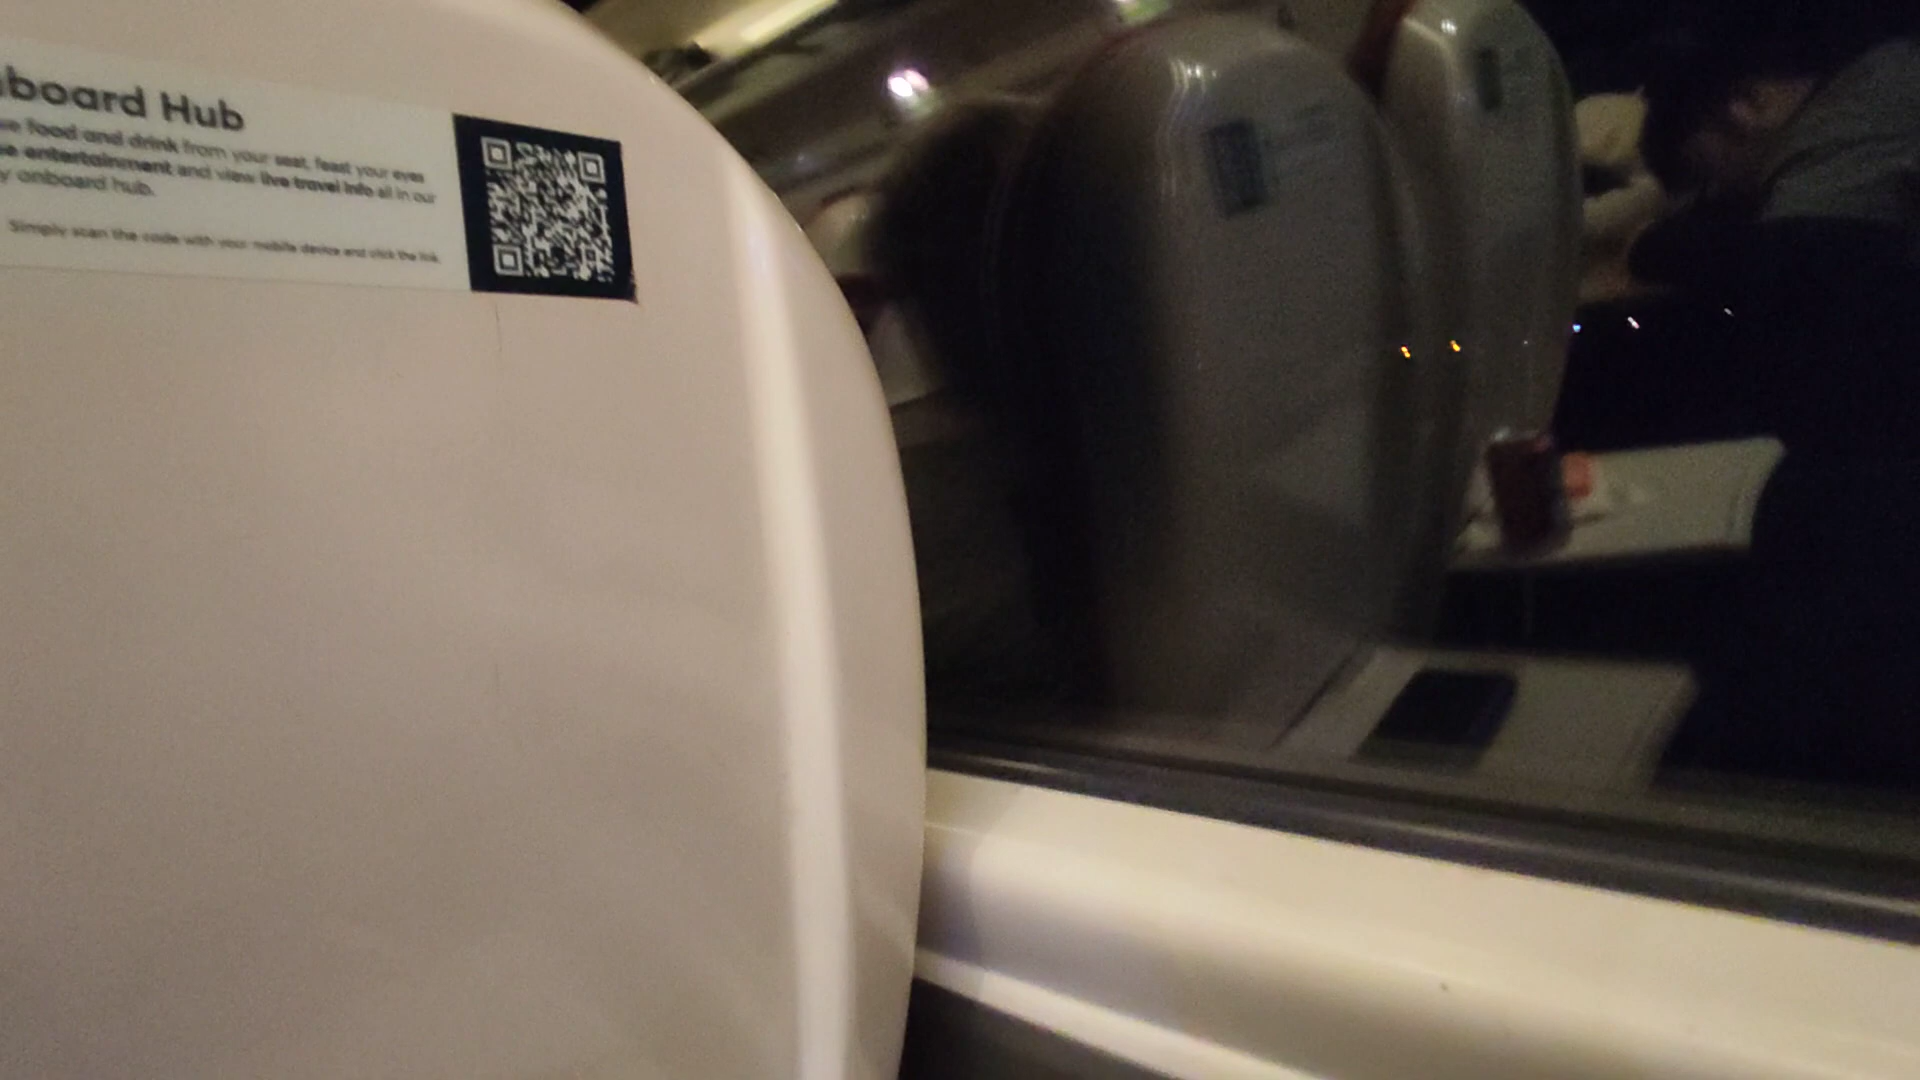 board Hub
food and drink from your seat, feast your eyes
entertainment and view live travel info all in our
y onboard hub.
Simply scan the code with your mobile device and click the link.